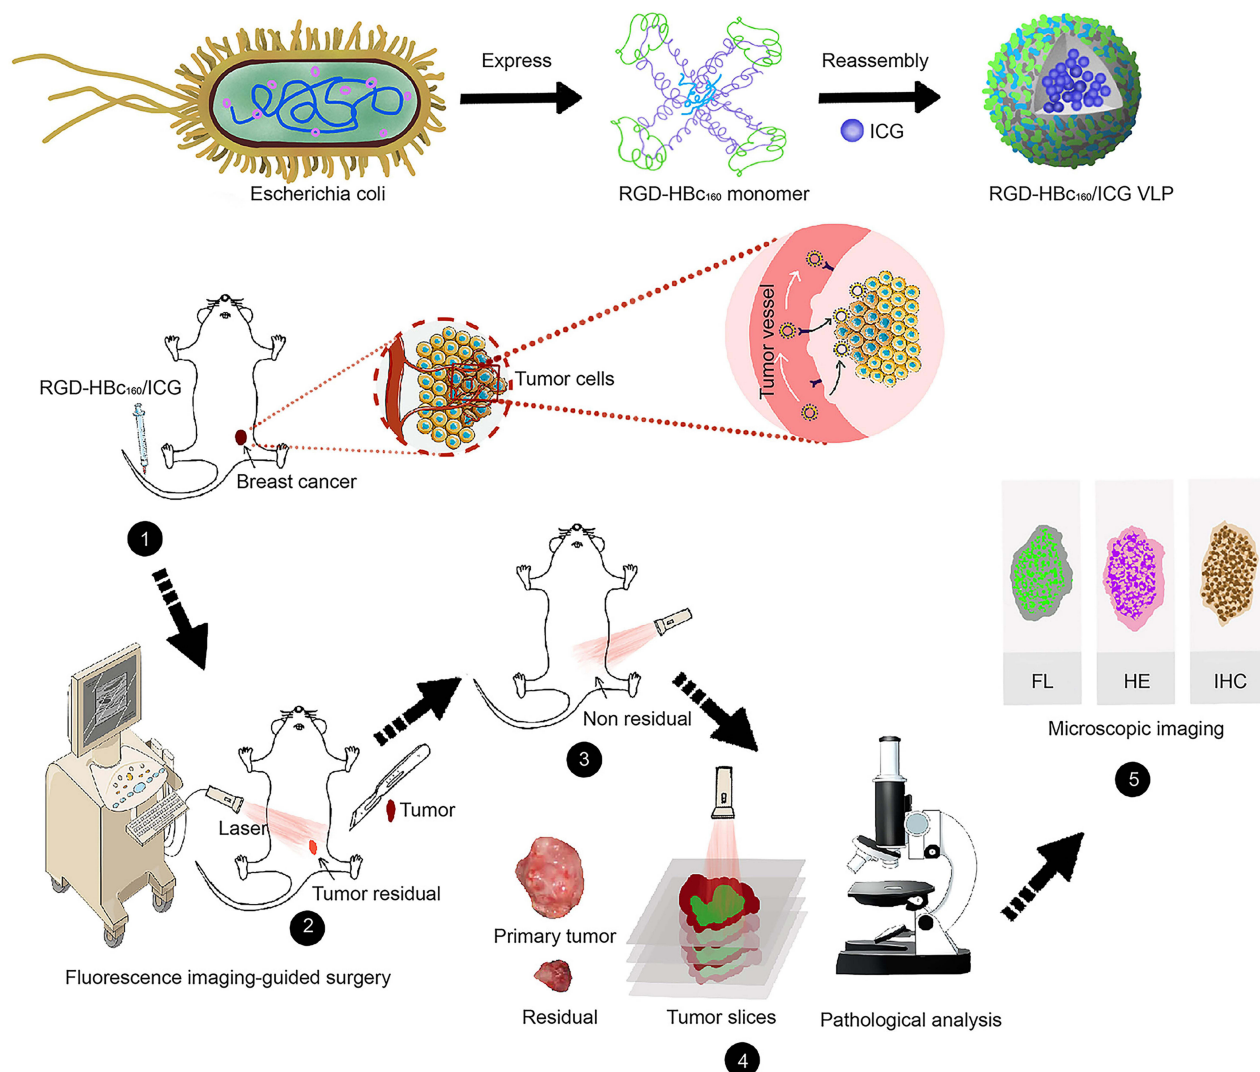 Express
Reassembly
ICG
Escherichia coli
RGD-HBc₁₆₀ monomer
RGD-HBc₁₆₀/ICG VLP
Tumor vessel
Tumor cells
RGD-HBc₁₆₀/ICG
Breast cancer
1
FL
HE
IHC
Microscopic imaging
5
Non residual
3
Laser
Tumor
Tumor residual
2
Fluorescence imaging-guided surgery
Primary tumor
Residual
Tumor slices
4
Pathological analysis